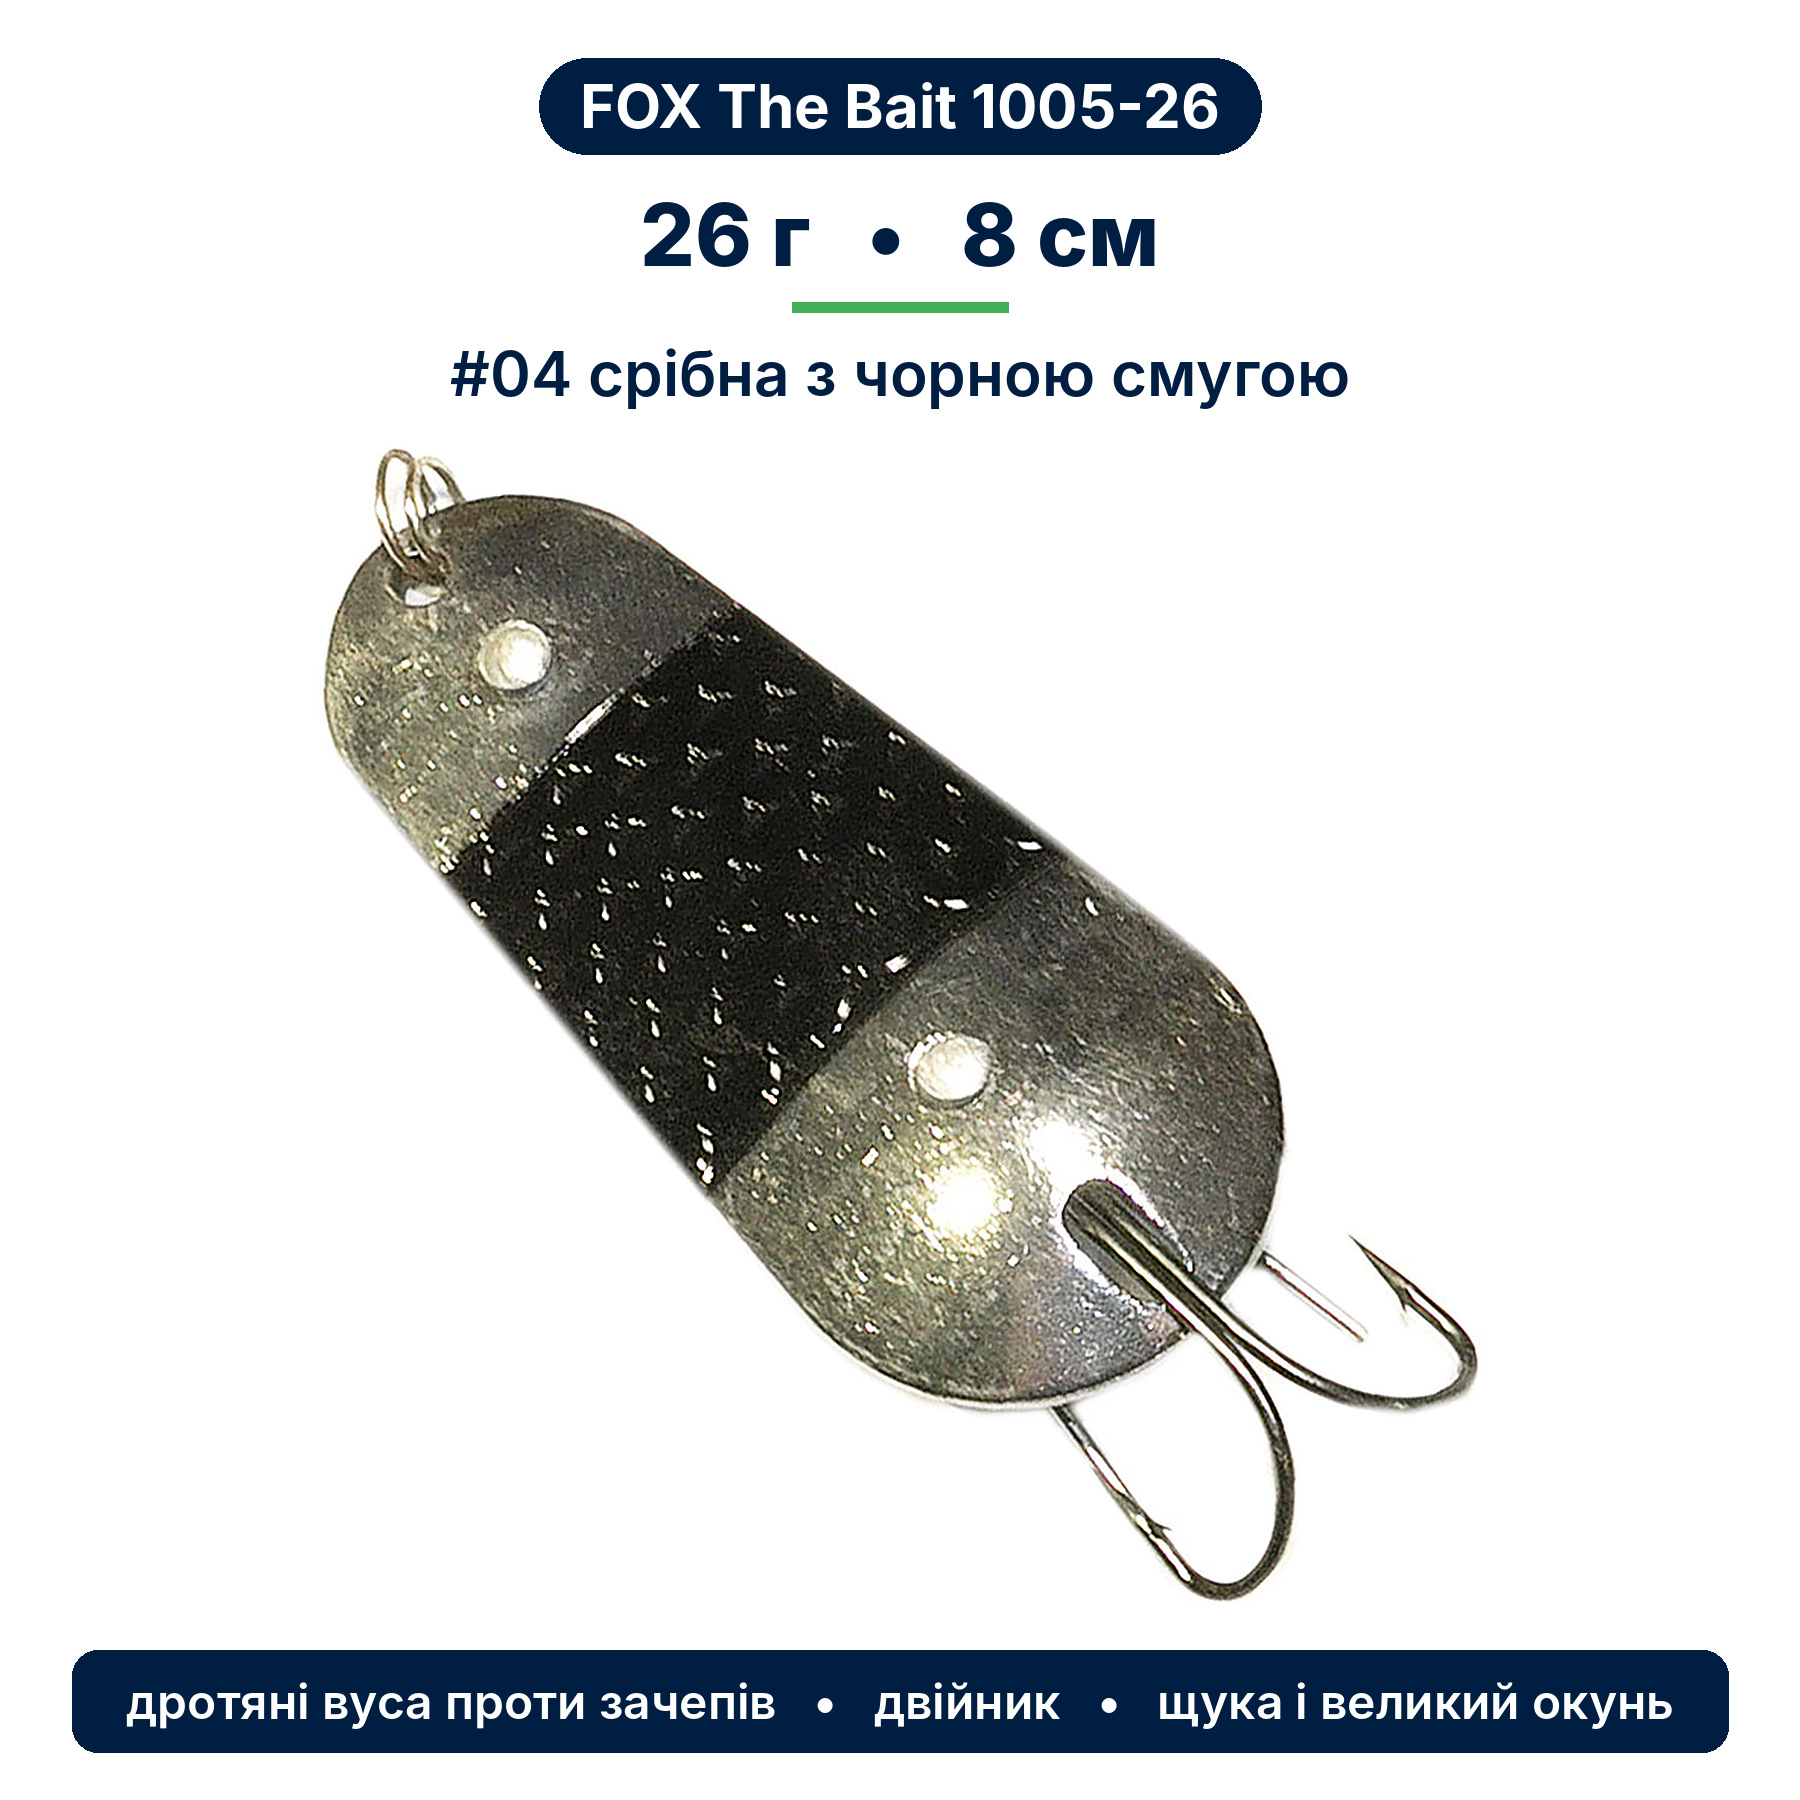 FOX The Bait 1005-26
26 г • 8 см
#04 срібна з чорною смугою
дротяні вуса проти зачепів • двійник • щука і великий окунь